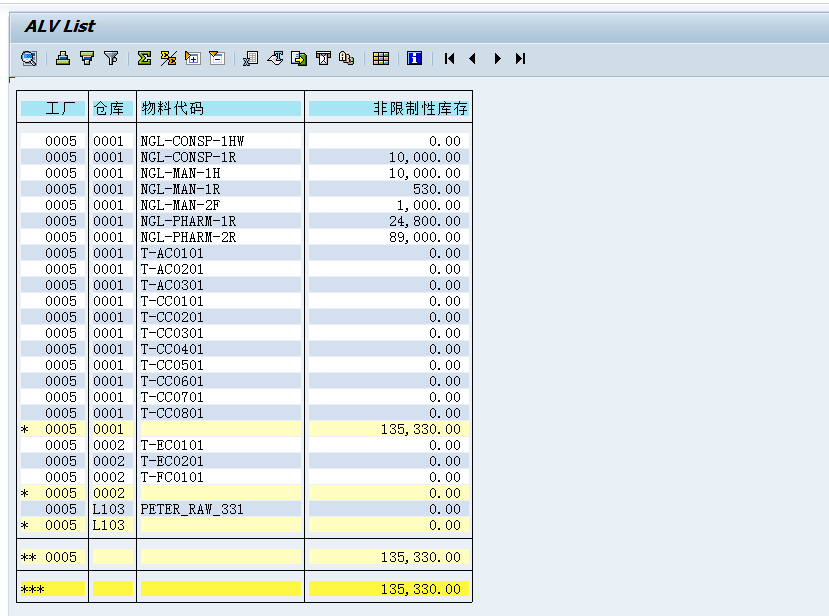 ALV List
工厂 仓库 物料代码 非限制性库存
0005 0001 NGL-CONSP-1HW 0.00
0005 0001 NGL-CONSP-1R 10,000.00
0005 0001 NGL-MAN-1H 10,000.00
0005 0001 NGL-MAN-1R 530.00
0005 0001 NGL-MAN-2F 1,000.00
0005 0001 NGL-PHARM-1R 24,800.00
0005 0001 NGL-PHARM-2R 89,000.00
0005 0001 T-AC0101 0.00
0005 0001 T-AC0201 0.00
0005 0001 T-AC0301 0.00
0005 0001 T-CC0101 0.00
0005 0001 T-CC0201 0.00
0005 0001 T-CC0301 0.00
0005 0001 T-CC0401 0.00
0005 0001 T-CC0501 0.00
0005 0001 T-CC0601 0.00
0005 0001 T-CC0701 0.00
0005 0001 T-CC0801 0.00
* 0005 0001 135,330.00
0005 0002 T-EC0101 0.00
0005 0002 T-EC0201 0.00
0005 0002 T-FC0101 0.00
* 0005 0002 0.00
0005 L103 PETER_RAW_331 0.00
* 0005 L103 0.00
** 0005 135,330.00
*** 135,330.00